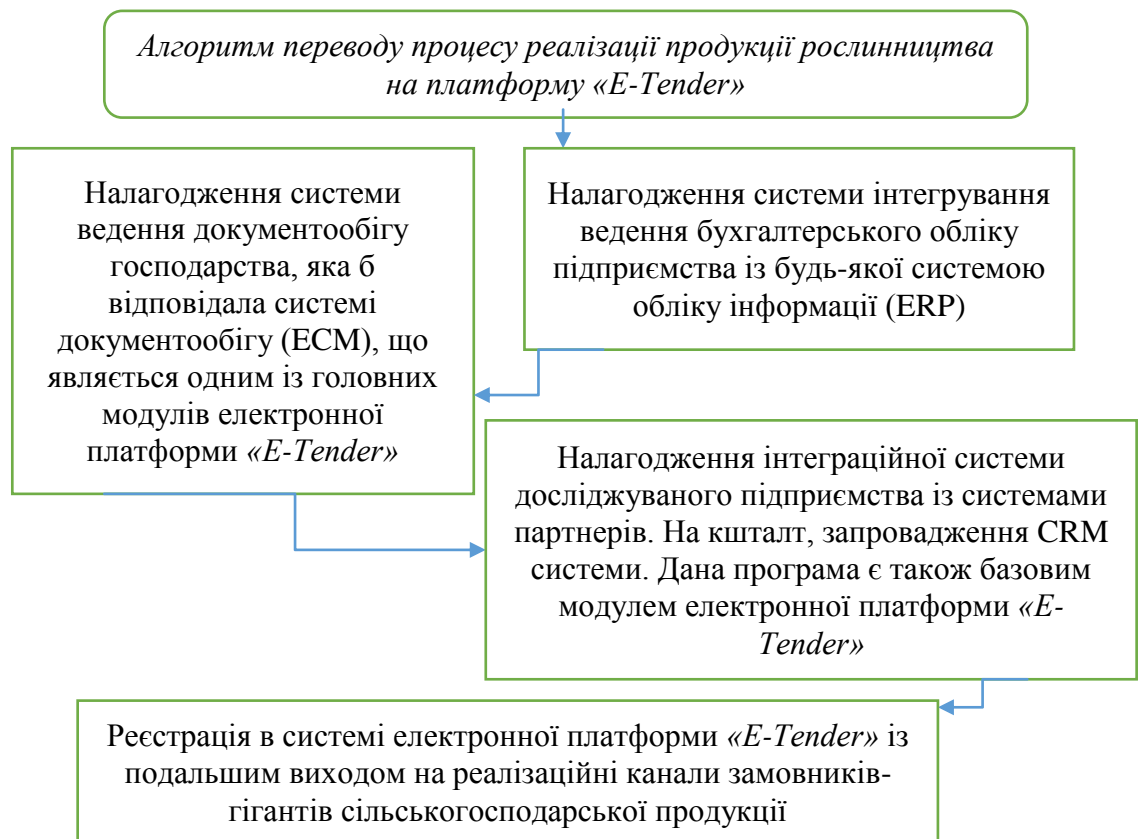 Алгоритм переводу процесу реалізації продукції рослинництва
на платформу «E-Tender»
Налагодження системи інтегрування
ведення бухгалтерського обліку
підприємства із будь-якої системою
обліку інформації (ERP)
Налагодження системи
ведення документообігу
господарства, яка б
відповідала системі
документообігу (ECM), що
являється одним із головних
модулів електронної
платформи «E-Tender»
Налагодження інтеграційної системи
досліджуваного підприємства із системами
партнерів. На кшталт, запровадження CRM
системи. Дана програма є також базовим
модулем електронної платформи «E-
Tender»
Реєстрація в системі електронної платформи «E-Tender» із
подальшим виходом на реалізаційні канали замовників-
гігантів сільськогосподарської продукції